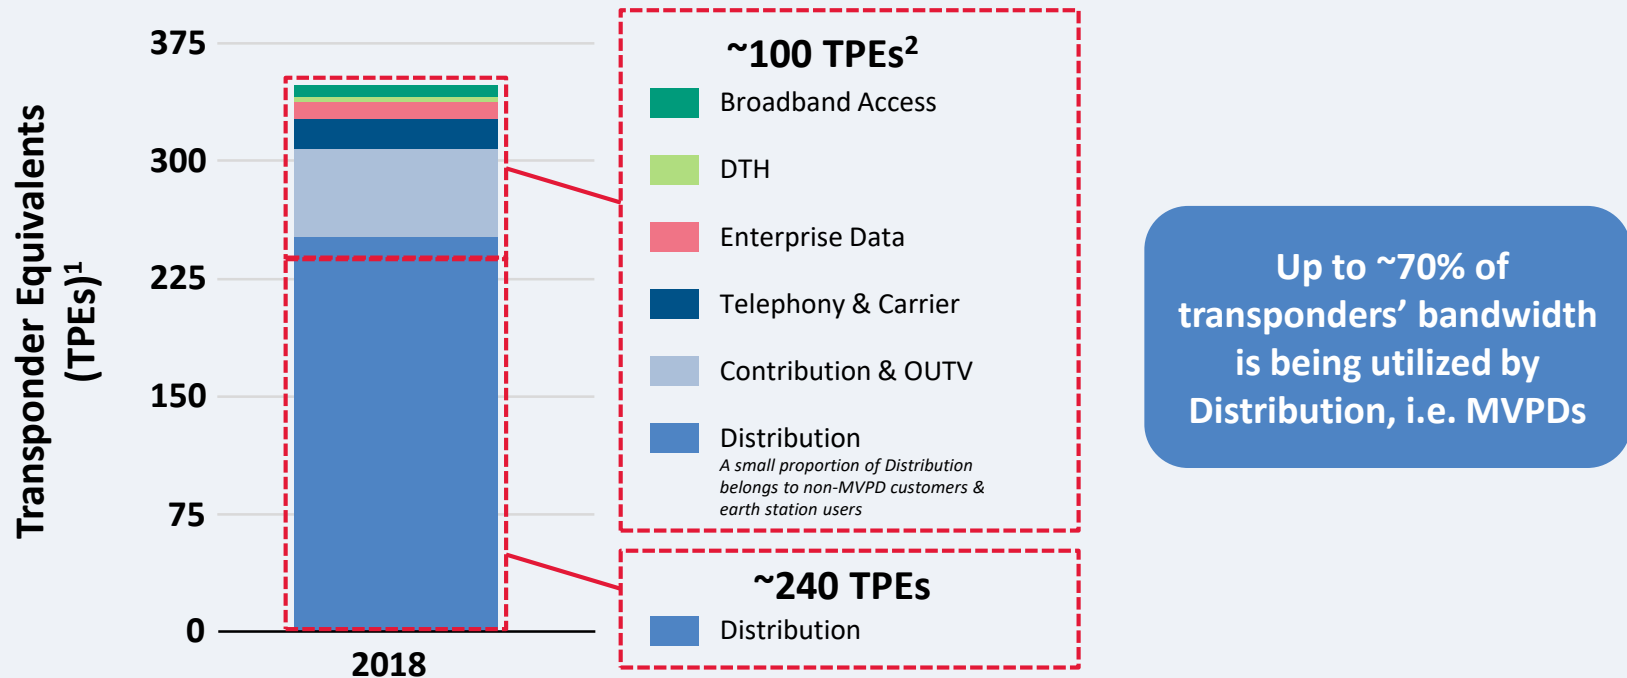 Transponder Equivalents
(TPEs)1
375
300
225
150
75
0
2018
~100 TPEs2
Broadband Access
DTH
Enterprise Data
Telephony & Carrier
Contribution & OUTV
Distribution
A small proportion of Distribution
belongs to non-MVPD customers &
earth station users
~240 TPEs
Distribution
Up to ~70% of
transponders’ bandwidth
is being utilized by
Distribution, i.e. MVPDs